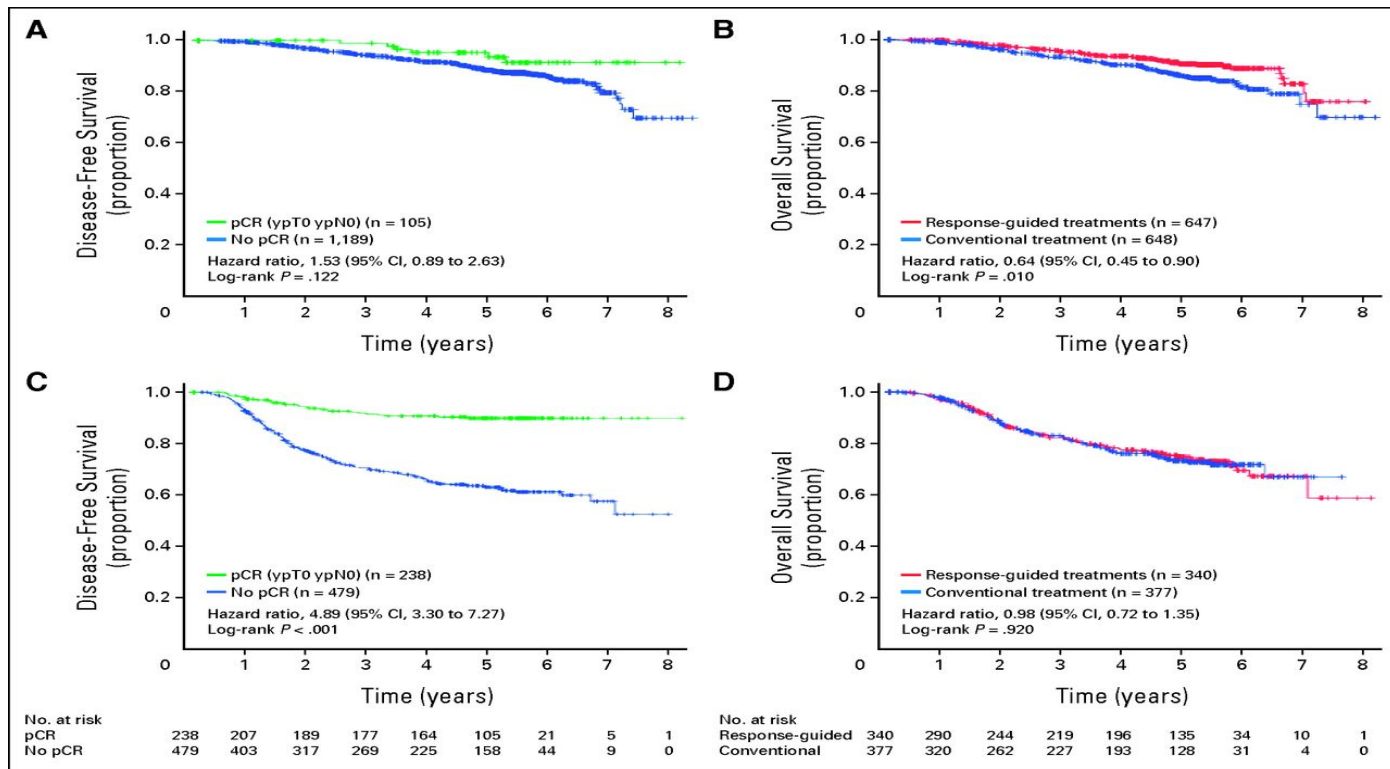 A
Disease-Free Survival
(proportion)
1.0
0.8
0.6
0.4
0.2
0
pCR (ypT0 ypN0) (n = 105)
No pCR (n = 1,189)
Hazard ratio, 1.53 (95% CI, 0.89 to 2.63)
Log-rank P = .122
1 2 3 4 5 6 7 8
Time (years)
B
Overall Survival
(proportion)
1.0
0.8
0.6
0.4
0.2
0
Response-guided treatments (n = 647)
Conventional treatment (n = 648)
Hazard ratio, 0.64 (95% CI, 0.45 to 0.90)
Log-rank P = .010
1 2 3 4 5 6 7 8
Time (years)
C
Disease-Free Survival
(proportion)
1.0
0.8
0.6
0.4
0.2
0
pCR (ypT0 ypN0) (n = 238)
No pCR (n = 479)
Hazard ratio, 4.89 (95% CI, 3.30 to 7.27)
Log-rank P < .001
1 2 3 4 5 6 7 8
Time (years)
No. at risk
pCR 238 207 189 177 164 105 21 5 1
No pCR 479 403 317 269 225 158 44 9 0
D
Overall Survival
(proportion)
1.0
0.8
0.6
0.4
0.2
0
Response-guided treatments (n = 340)
Conventional treatment (n = 377)
Hazard ratio, 0.98 (95% CI, 0.72 to 1.35)
Log-rank P = .920
1 2 3 4 5 6 7 8
Time (years)
No. at risk
Response-guided 340 290 244 219 196 135 34 10 1
Conventional 377 320 262 227 193 128 31 4 0